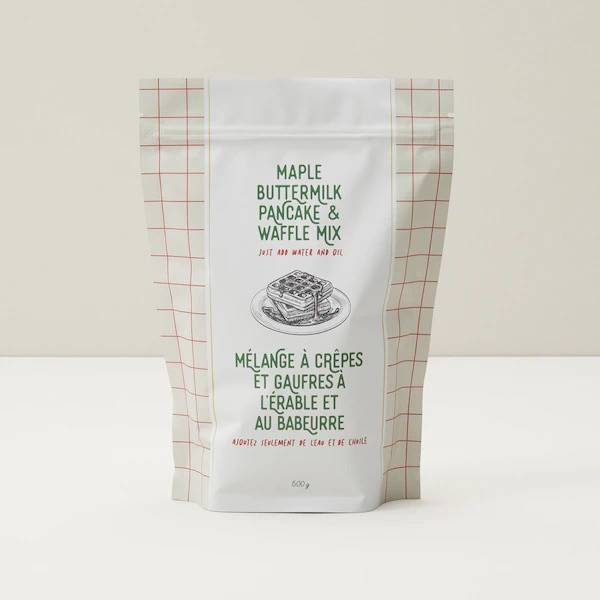 MAPLE
BUTTERMILK
PANCAKE &
WAFFLE MIX
JUST ADD WATER AND OIL
MÉLANGE À CRÊPES
ET GAUFRES À
L'ÉRABLE ET
AU BABEURRE
AJOUTEZ SEULEMENT DE L'EAU ET DE L'HUILE
500 g